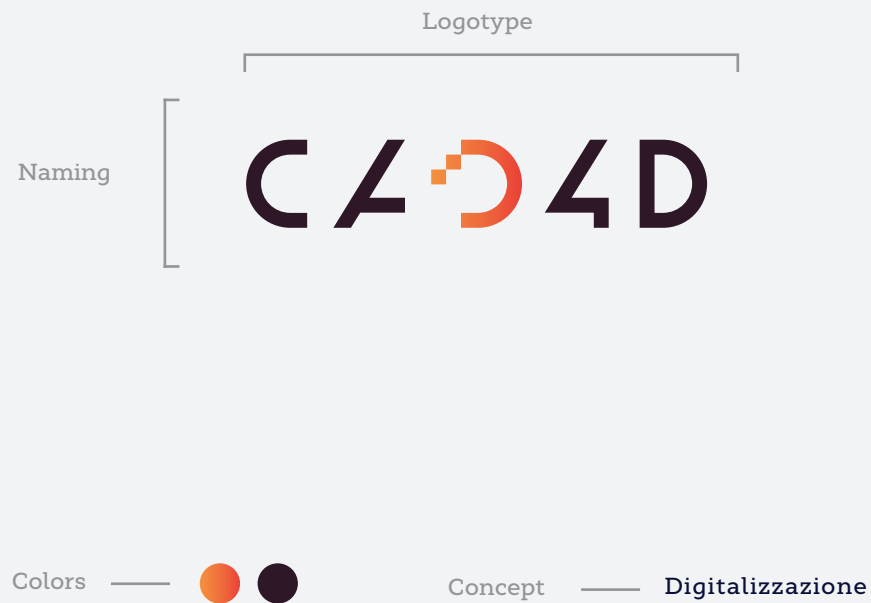 Logotype
Naming
CAD4D
Colors
Concept
Digitalizzazione